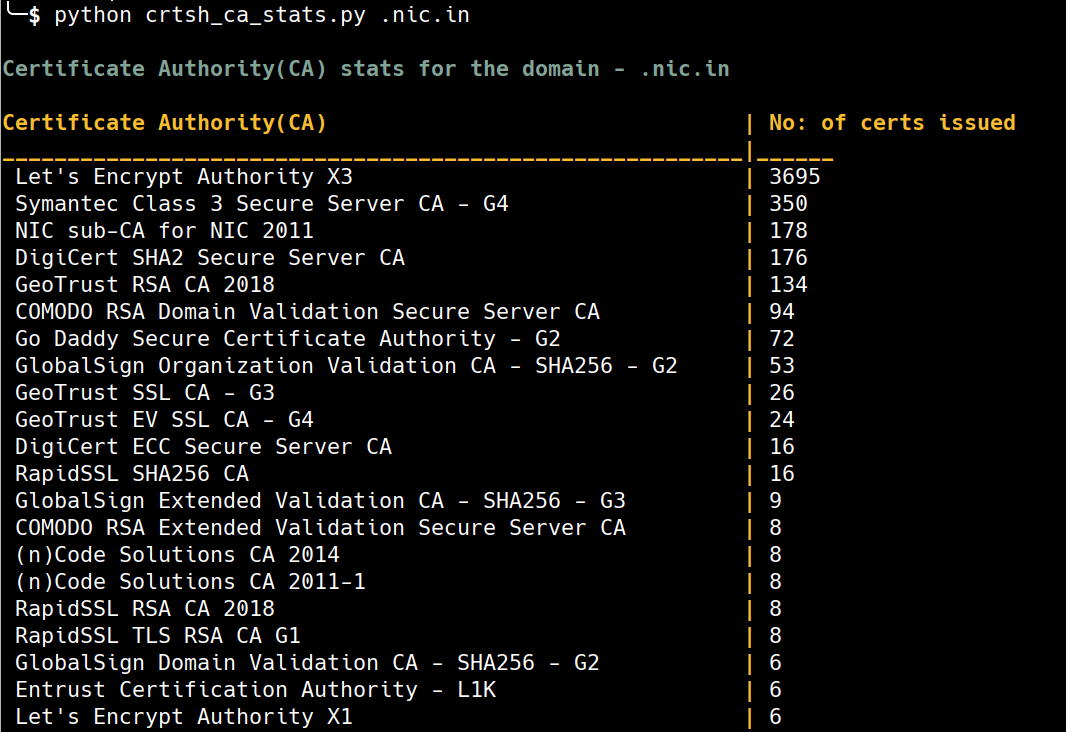 $ python crtsh_ca_stats.py .nic.in
Certificate Authority(CA) stats for the domain - .nic.in
Certificate Authority(CA) | No: of certs issued
_________________________________________________________|______
Let's Encrypt Authority X3 | 3695
Symantec Class 3 Secure Server CA - G4 | 350
NIC sub-CA for NIC 2011 | 178
DigiCert SHA2 Secure Server CA | 176
GeoTrust RSA CA 2018 | 134
COMODO RSA Domain Validation Secure Server CA | 94
Go Daddy Secure Certificate Authority - G2 | 72
GlobalSign Organization Validation CA - SHA256 - G2 | 53
GeoTrust SSL CA - G3 | 26
GeoTrust EV SSL CA - G4 | 24
DigiCert ECC Secure Server CA | 16
RapidSSL SHA256 CA | 16
GlobalSign Extended Validation CA - SHA256 - G3 | 9
COMODO RSA Extended Validation Secure Server CA | 8
(n)Code Solutions CA 2014 | 8
(n)Code Solutions CA 2011-1 | 8
RapidSSL RSA CA 2018 | 8
RapidSSL TLS RSA CA G1 | 8
GlobalSign Domain Validation CA - SHA256 - G2 | 6
Entrust Certification Authority - L1K | 6
Let's Encrypt Authority X1 | 6